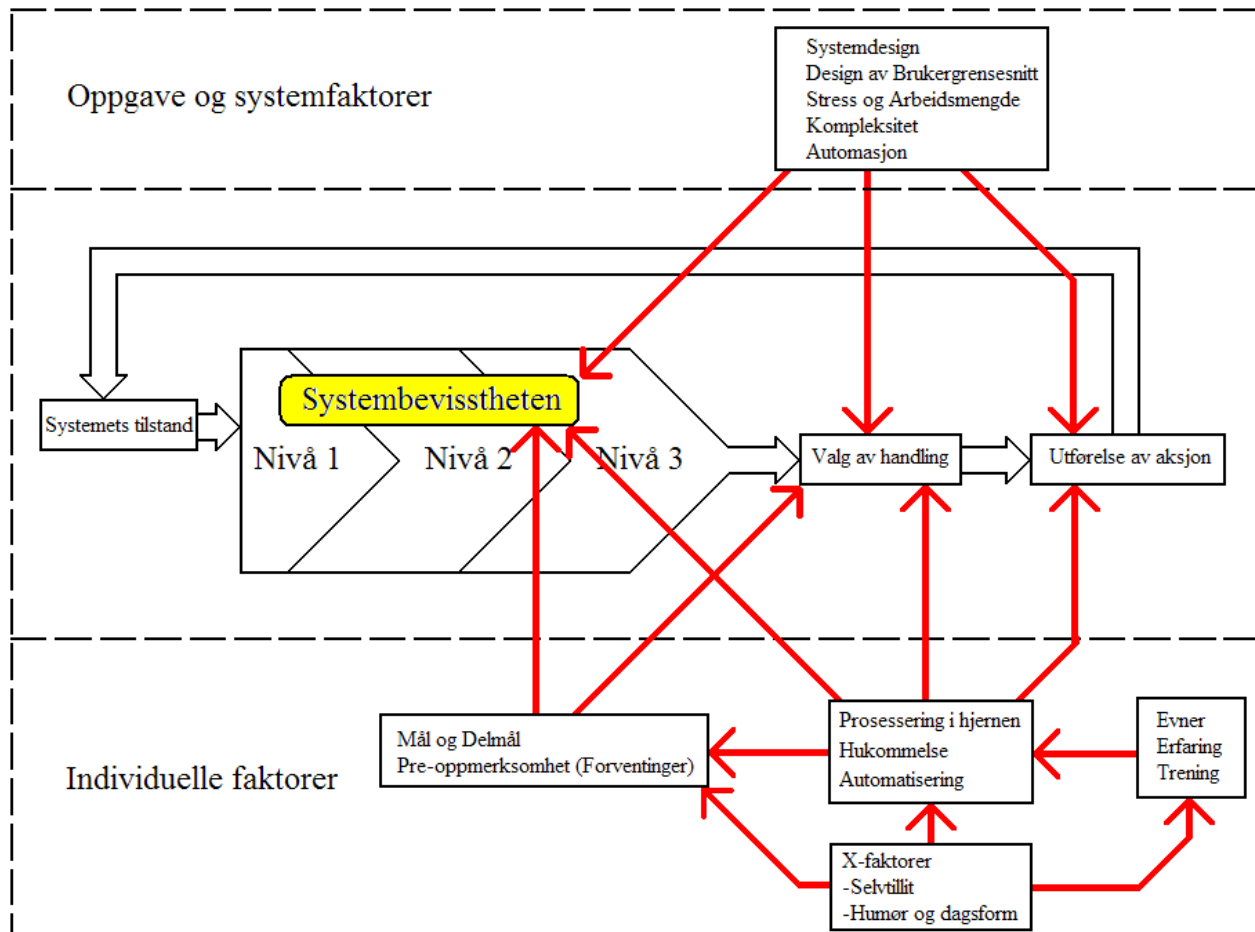 Oppgave og systemfaktorer
Systemdesign
Design av Brukergrensesnitt
Stress og Arbeidsmengde
Kompleksitet
Automasjon
Systemets tilstand
Systembevisstheten
Nivå 1
Nivå 2
Nivå 3
Valg av handling
Utførelse av aksjon
Individuelle faktorer
Mål og Delmål
Pre-oppmerksomhet (Forventinger)
Prosessering i hjernen
Hukommelse
Automatisering
Evner
Erfaring
Trening
X-faktorer
-Selvtillit
-Humør og dagsform